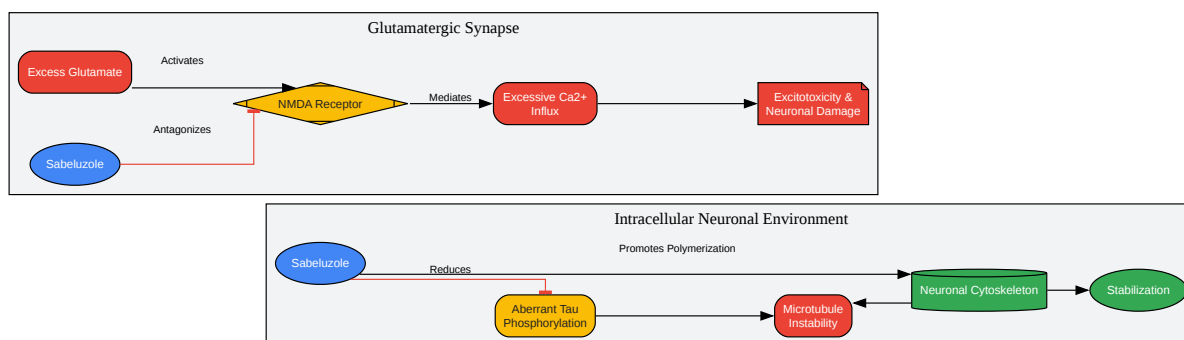 Glutamatergic Synapse
Excess Glutamate
Activates
NMDA Receptor
Mediates
Excessive Ca2+
Influx
Excitotoxicity &
Neuronal Damage
Antagonizes
Sabeluzole
Intracellular Neuronal Environment
Sabeluzole
Promotes Polymerization
Reduces
Neuronal Cytoskeleton
Stabilization
Aberrant Tau
Phosphorylation
Microtubule
Instability